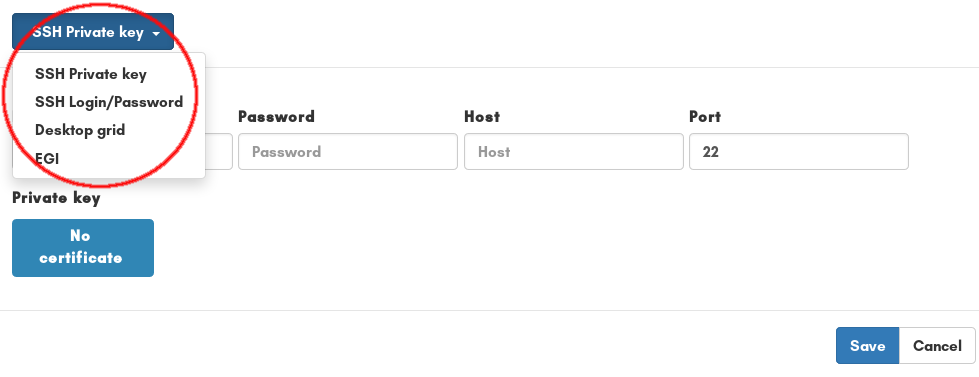 SSH Private key
SSH Private key
SSH Login/Password
Desktop grid
EGI
Password Host Port
Password Host 22
Private key
No
certificate
Save Cancel